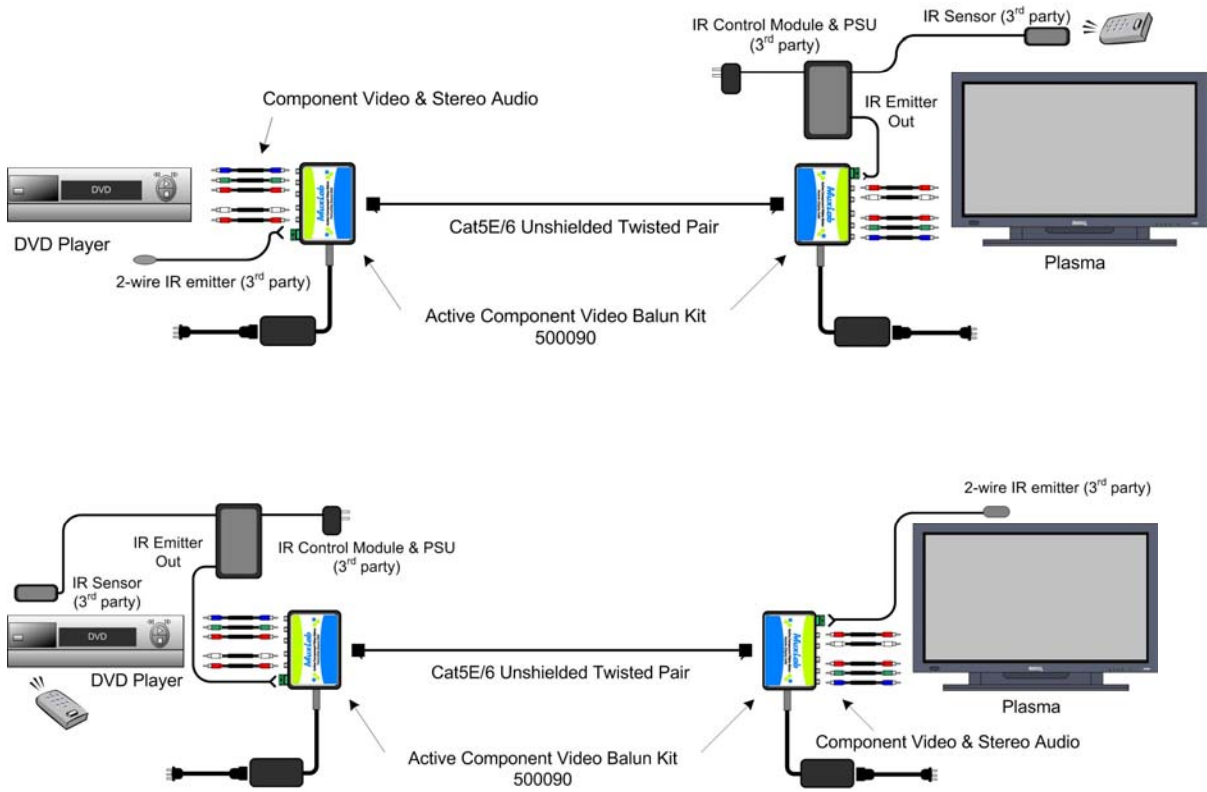 IR Control Module & PSU
(3rd party)
IR Sensor (3rd party)
Component Video & Stereo Audio
IR Emitter
Out
DVD
MuxLab
MuxLab
Cat5E/6 Unshielded Twisted Pair
DVD Player
Plasma
2-wire IR emitter (3rd party)
Active Component Video Balun Kit
500090
2-wire IR emitter (3rd party)
IR Emitter
Out
IR Control Module & PSU
(3rd party)
IR Sensor
(3rd party)
DVD
MuxLab
MuxLab
Cat5E/6 Unshielded Twisted Pair
DVD Player
Plasma
Component Video & Stereo Audio
Active Component Video Balun Kit
500090